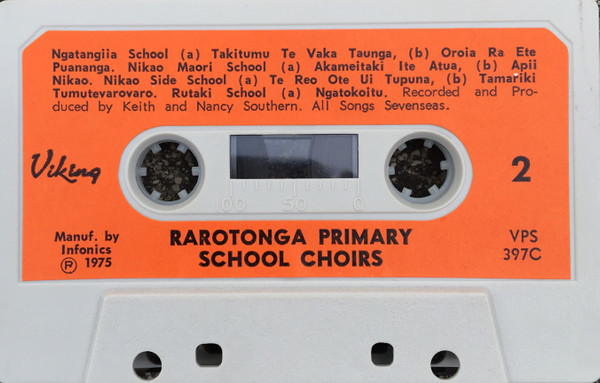 Ngatangiia School (a) Takitumu Te Vaka Taunga, (b) Oroia Ra Ete
Puananga. Nikao Maori School (a) Akameitaki Ite Atua, (b) Apii
Nikao. Nikao Side School (a) Te Reo Ote Ui Tupuna, (b) Tamariki
Tumutevarovaro. Rutaki School (a) Ngatokoitu. Recorded and Pro-
duced by Keith and Nancy Southern. All Songs Sevenseas.
Viking
2
00 50 0
Manuf. by
Infonics
Ⓟ 1975
RAROTONGA PRIMARY
SCHOOL CHOIRS
VPS
397C